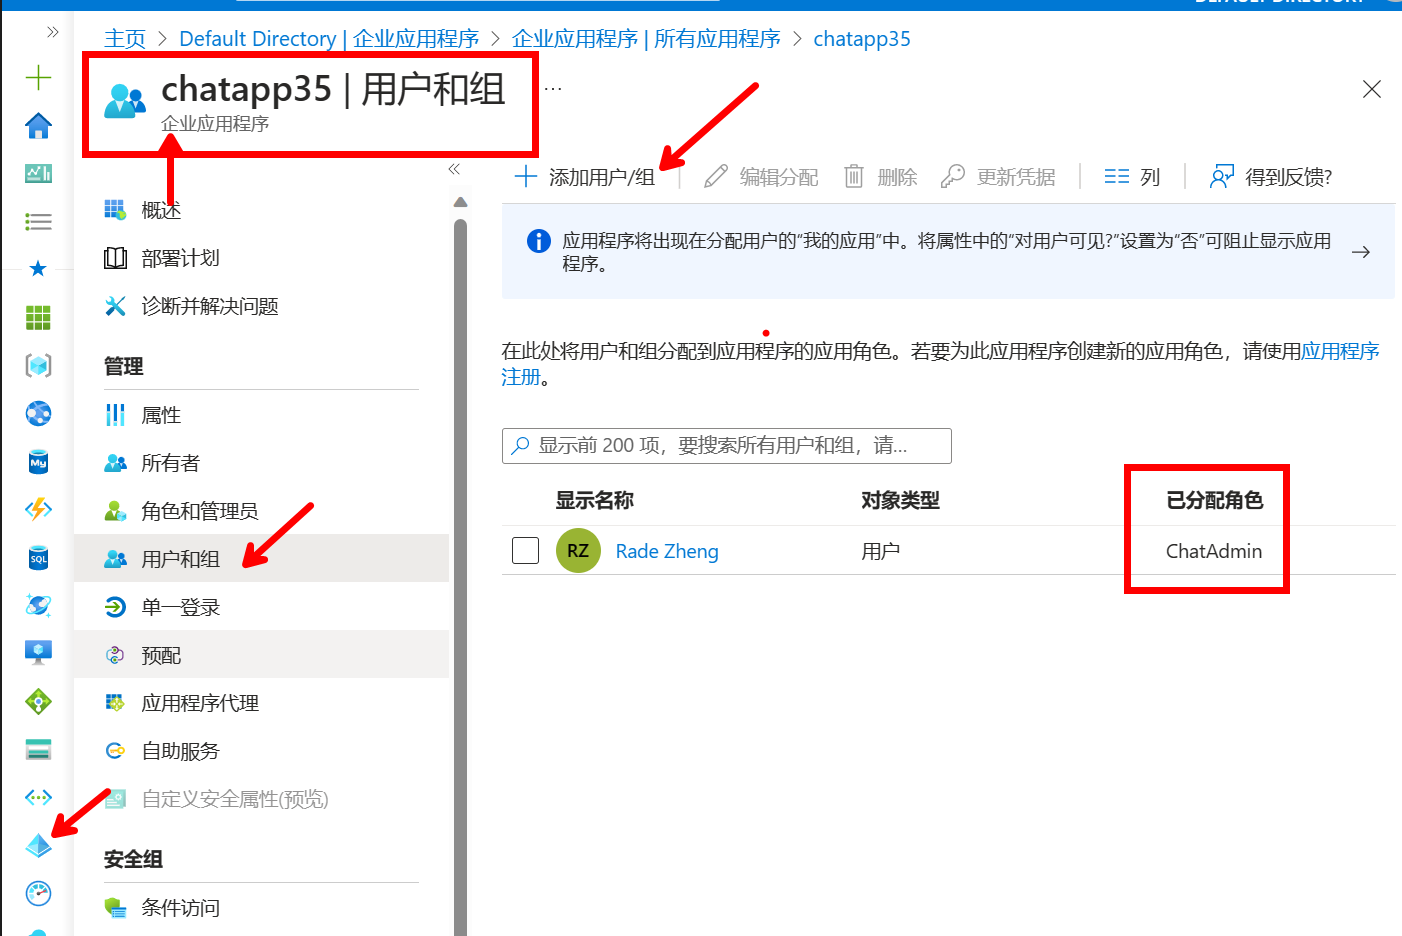 DEFAULT DIRECTORY
主页 > Default Directory | 企业应用程序 > 企业应用程序 | 所有应用程序 > chatapp35
chatapp35 | 用户和组 ...
企业应用程序
概述
部署计划
诊断并解决问题
管理
属性
所有者
角色和管理员
用户和组
单一登录
预配
应用程序代理
自助服务
自定义安全属性(预览)
安全组
条件访问
添加用户/组 编辑分配 删除 更新凭据 列 得到反馈?
应用程序将出现在分配用户的“我的应用”中。将属性中的“对用户可见?”设置为“否”可阻止显示应用
程序。
在此处将用户和组分配到应用程序的应用角色。若要为此应用程序创建新的应用角色，请使用应用程序
注册。
显示前 200 项，要搜索所有用户和组，请...
显示名称 对象类型 已分配角色
RZ Rade Zheng 用户 ChatAdmin
My
SQL